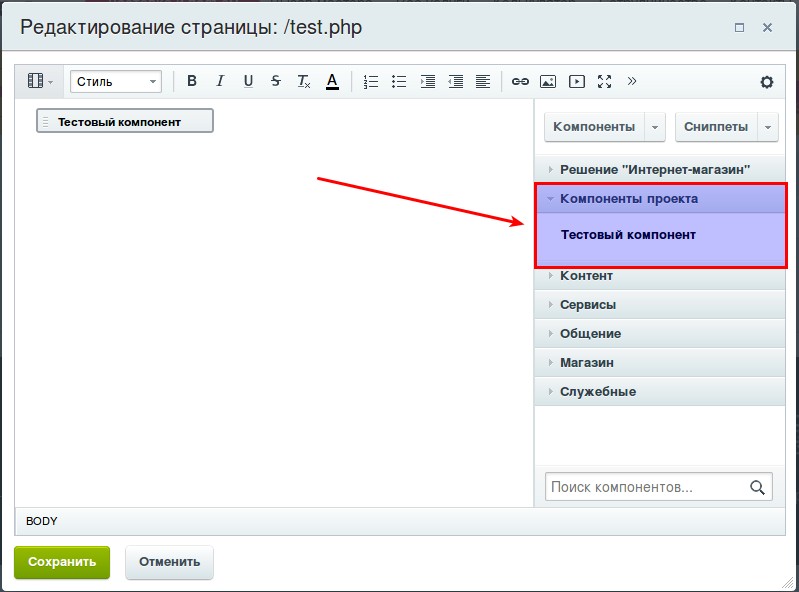 Редактирование страницы: /test.php
Стиль
B I U S Tx A
Тестовый компонент
Компоненты
Сниппеты
Решение "Интернет-магазин"
Компоненты проекта
Тестовый компонент
Контент
Сервисы
Общение
Магазин
Служебные
Поиск компонентов...
BODY
Сохранить
Отменить